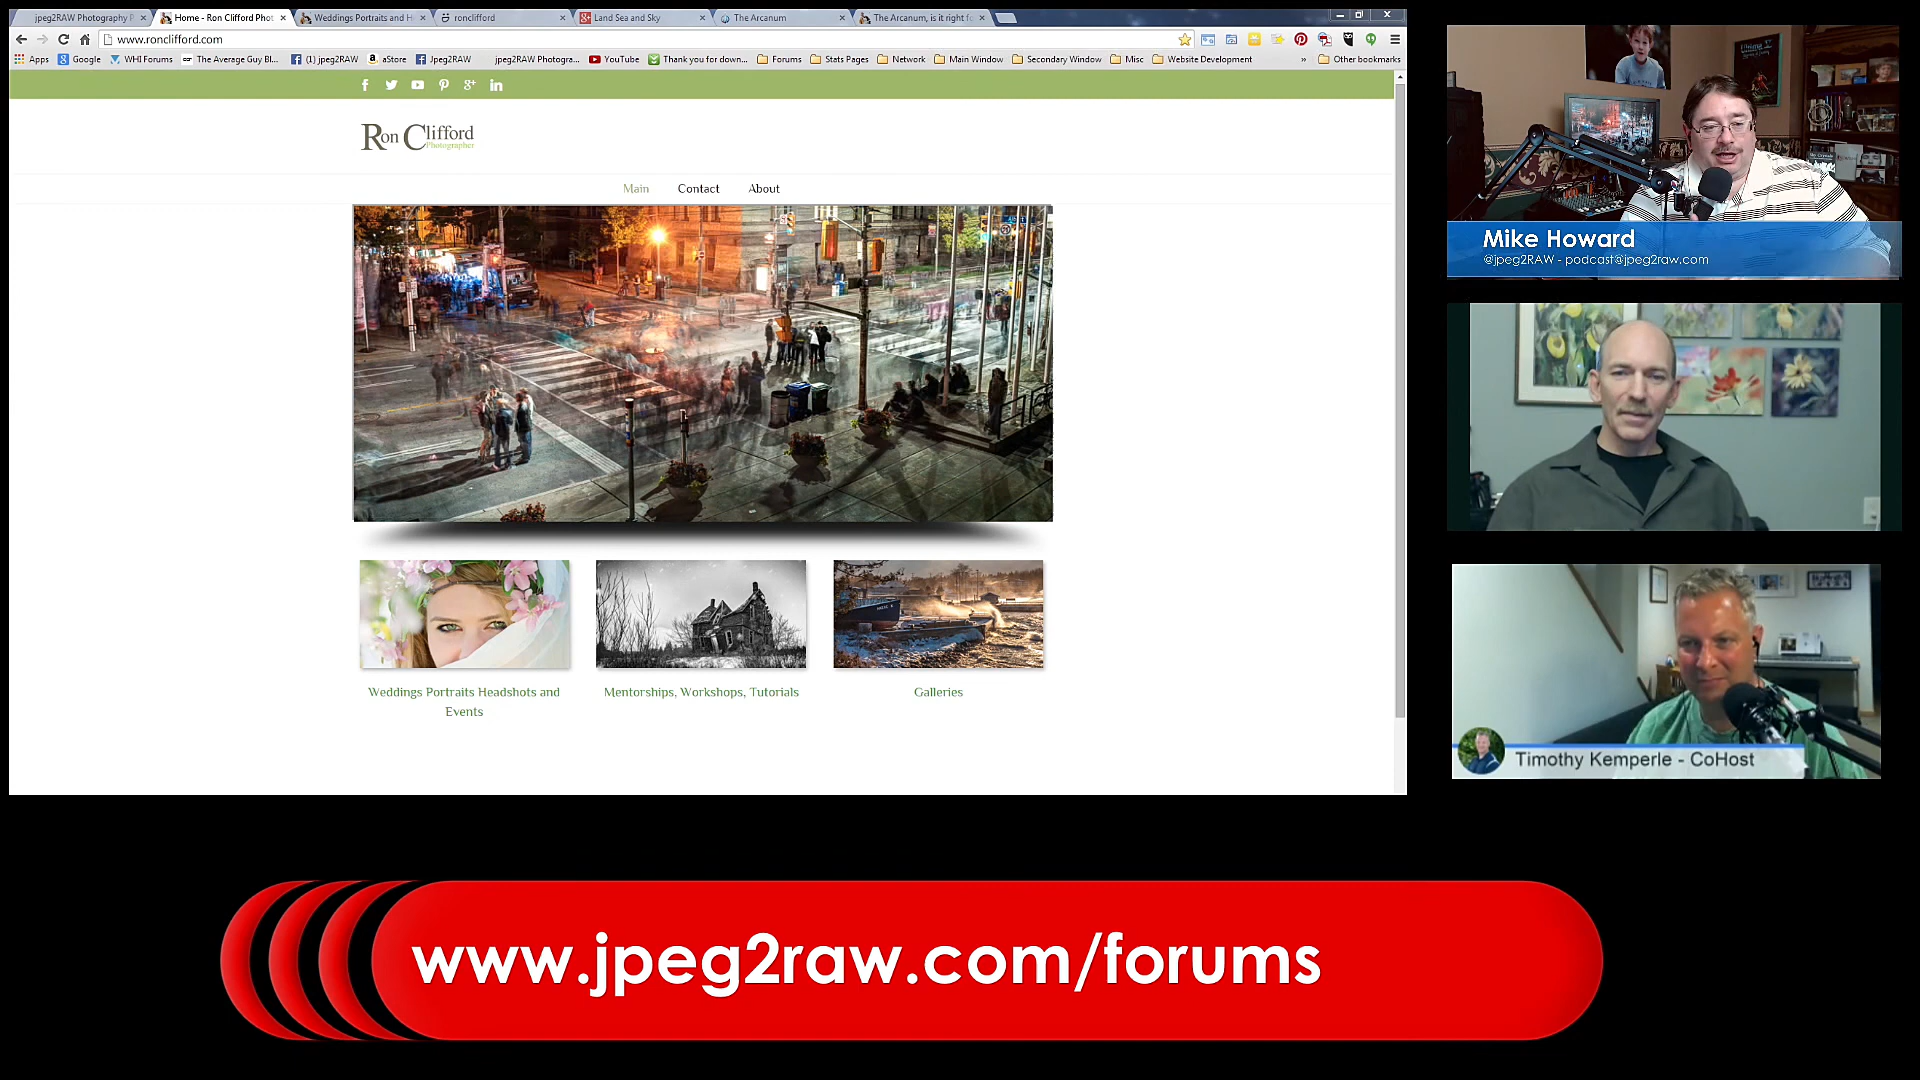 jpeg2RAW Photography P
Home - Ron Clifford Phot
Weddings Portraits and H
ronclifford
Land Sea and Sky
The Arcanum
The Arcanum, is it right fo
www.ronclifford.com
Apps
Google
WHI Forums
The Average Guy Bl...
(1) jpeg2RAW
aStore
Jpeg2RAW
jpeg2RAW Photogra...
YouTube
Thank you for down...
Forums
Stats Pages
Network
Main Window
Secondary Window
Misc
Website Development
»
Other bookmarks
Ron Clifford
Photographer
Main
Contact
About
Weddings Portraits Headshots and
Events
Mentorships, Workshops, Tutorials
Galleries
Mike Howard
@jpeg2RAW - podcast@jpeg2raw.com
Timothy Kemperle - CoHost
www.jpeg2raw.com/forums